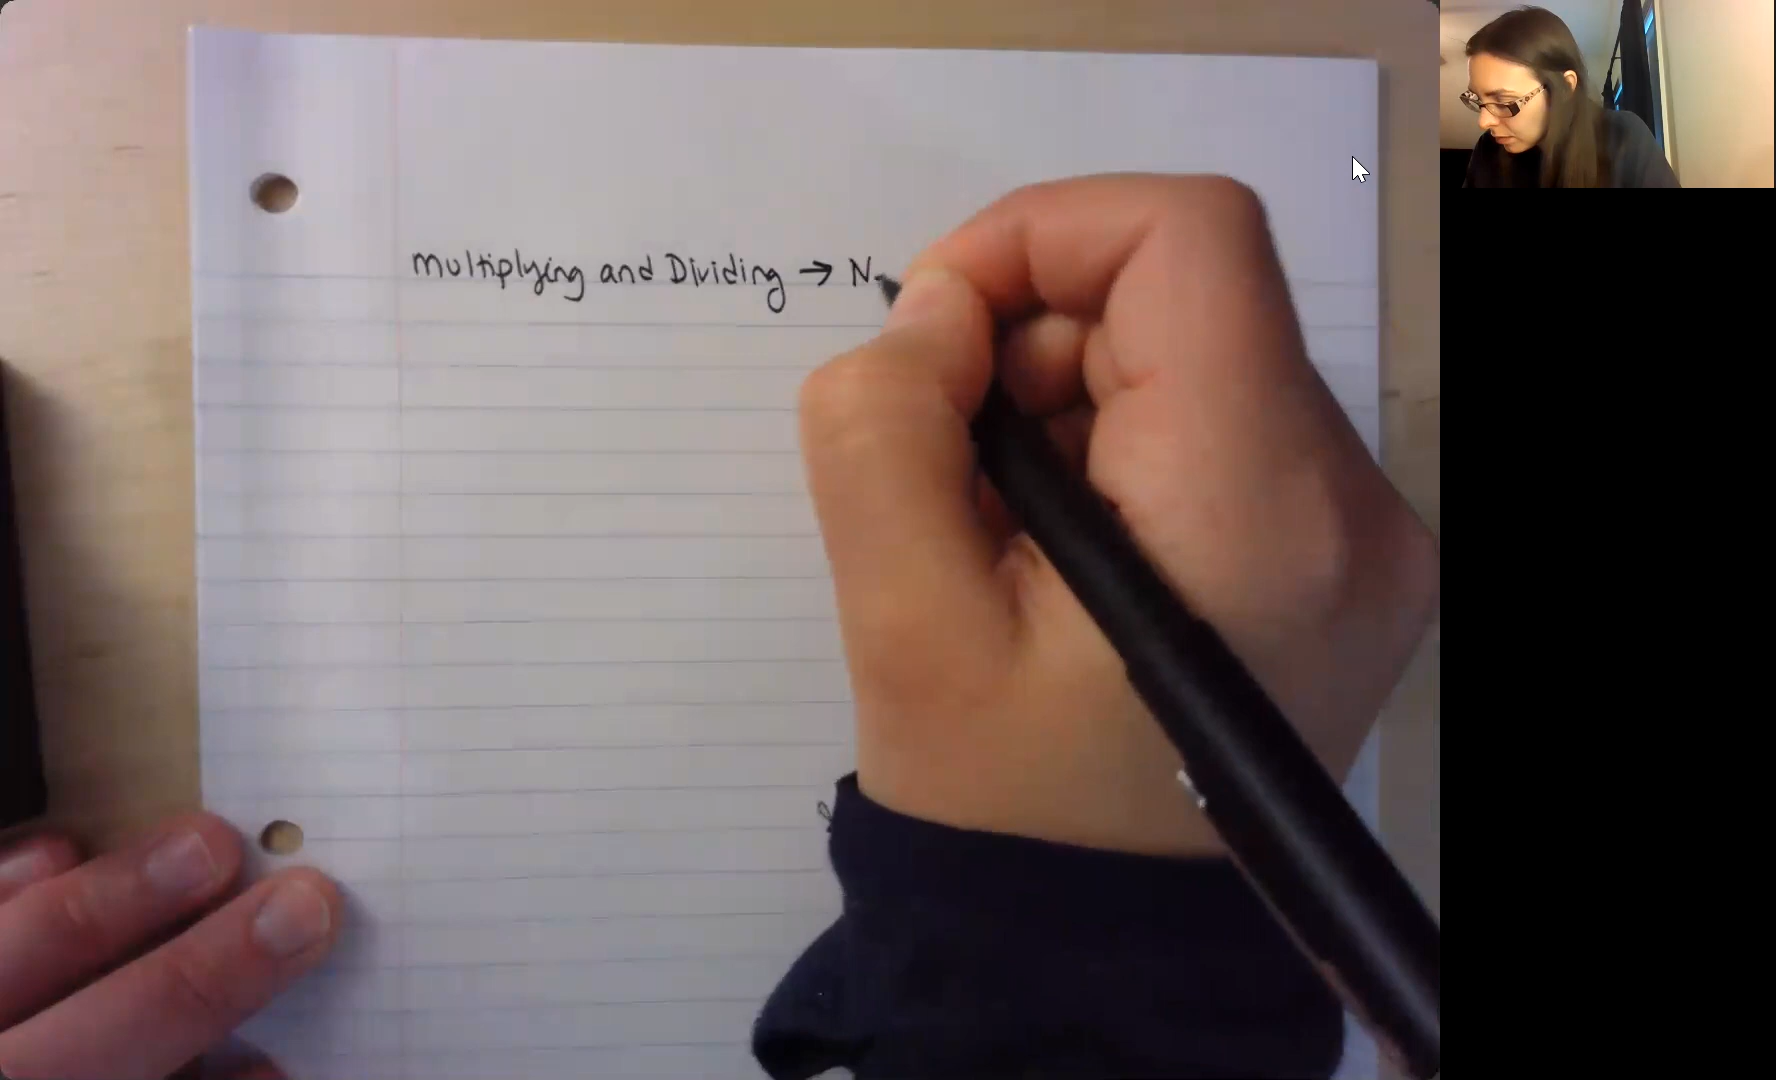 multiplying and Dividing → N